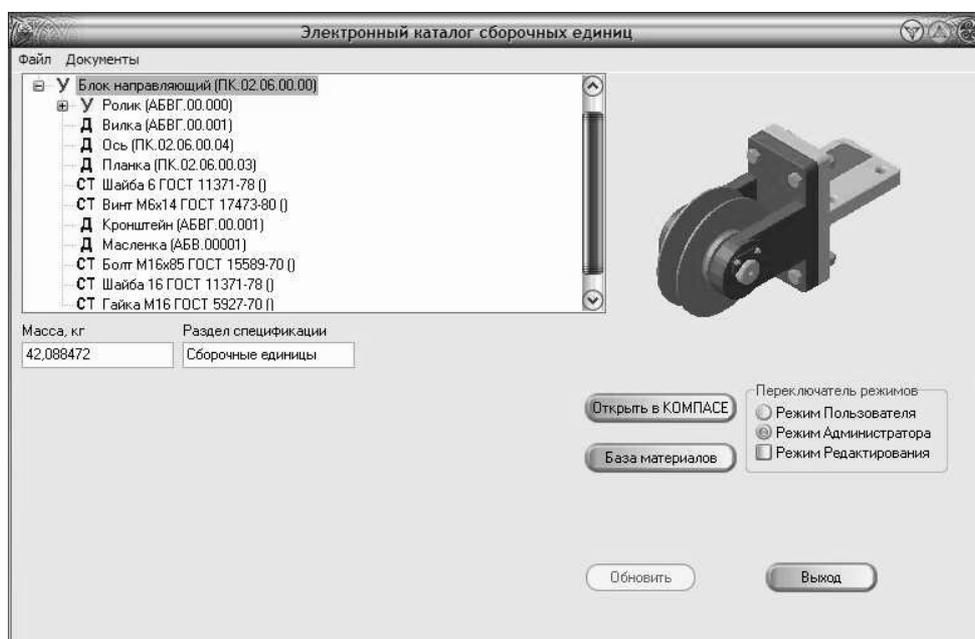 Электронный каталог сборочных единиц
Файл Документы
У Блок направляющий (ПК.02.06.00.00)
У Ролик (АБВГ.00.000)
Д Вилка (АБВГ.00.001)
Д Ось (ПК.02.06.00.04)
Д Планка (ПК.02.06.00.03)
СТ Шайба 6 ГОСТ 11371-78 ()
СТ Винт М6х14 ГОСТ 17473-80 ()
Д Кронштейн (АБВГ.00.001)
Д Масленка (АБВ.00001)
СТ Болт М16х85 ГОСТ 15589-70 ()
СТ Шайба 16 ГОСТ 11371-78 ()
СТ Гайка М16 ГОСТ 5927-70 ()
Масса, кг Раздел спецификации
42,088472 Сборочные единицы
Открыть в КОМПАСЕ
База материалов
Переключатель режимов
Режим Пользователя
Режим Администратора
Режим Редактирования
Обновить Выход